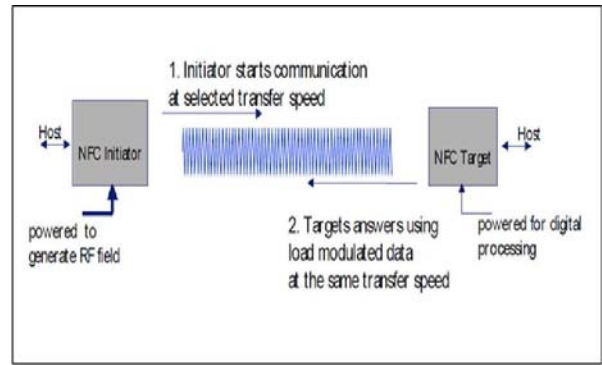 1. Initiator starts communication
at selected transfer speed
Host
NFC Initiator
NFC Target
Host
powered to
generate RF field
2. Targets answers using
load modulated data
at the same transfer speed
powered for digital
processing